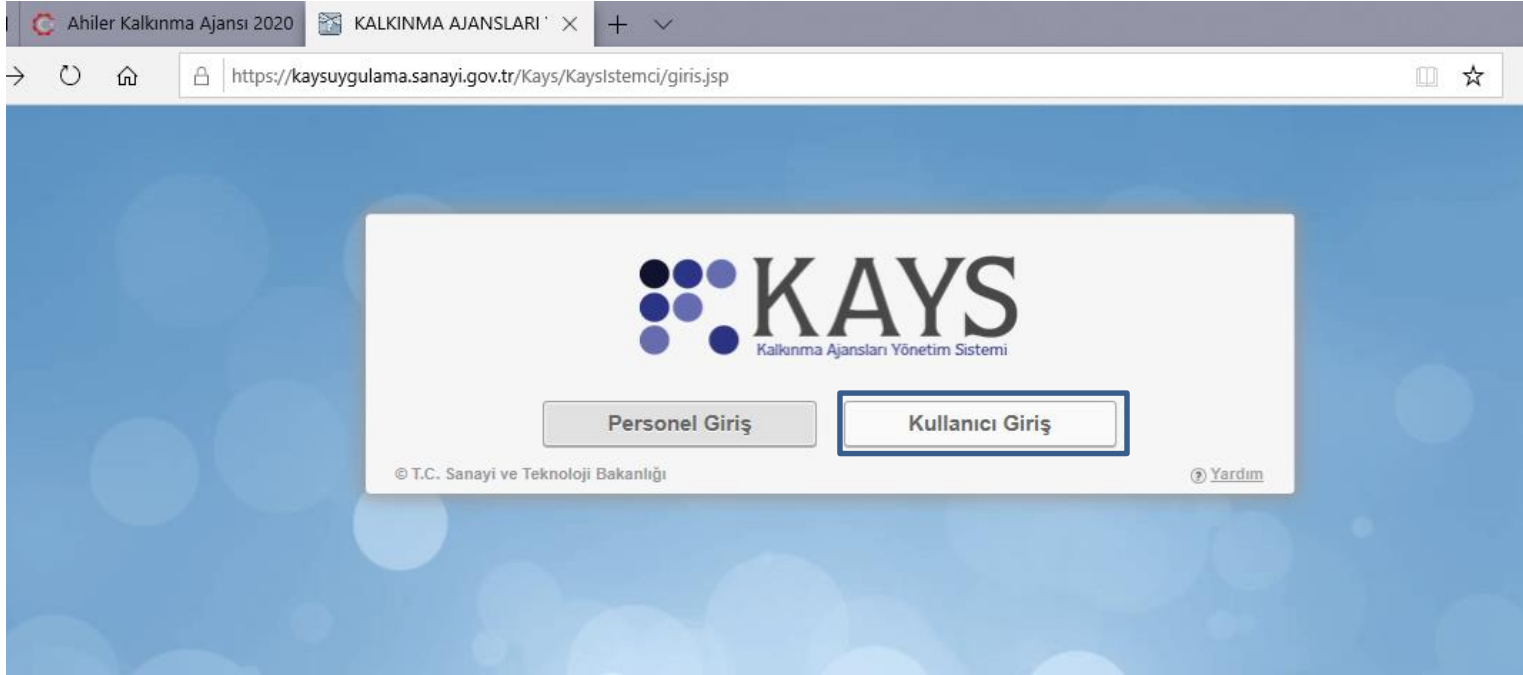 Ahiler Kalkınma Ajansı 2020
KALKINMA AJANSLARI
https://kaysuygulama.sanayi.gov.tr/Kays/KaysIstemci/giris.jsp
KAYS
Kalkınma Ajansları Yönetim Sistemi
Personel Giriş
Kullanıcı Giriş
© T.C. Sanayi ve Teknoloji Bakanlığı
Yardım